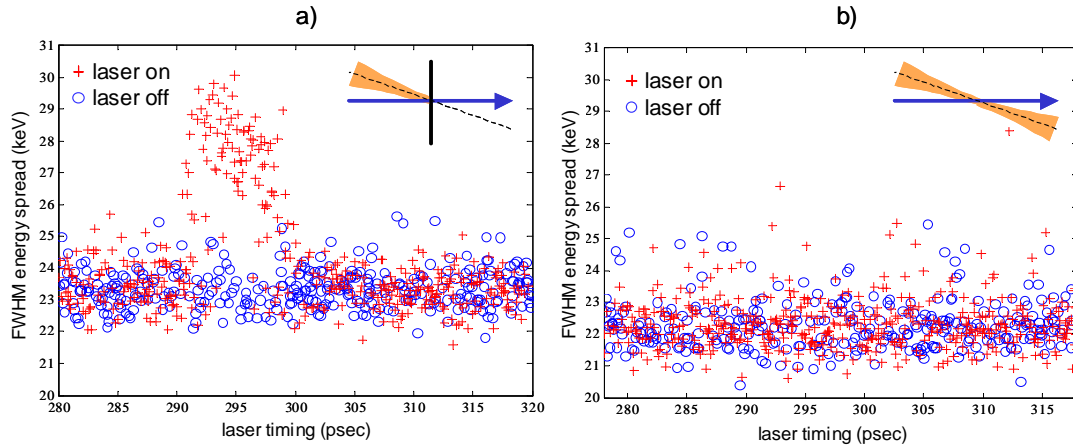 a)
31
30
29
28
27
26
25
24
23
22
21
20
FWHM energy spread (keV)
+ laser on
○ laser off
280 285 290 295 300 305 310 315 320
laser timing (psec)
b)
31
30
29
28
27
26
25
24
23
22
21
20
FWHM energy spread (keV)
+ laser on
○ laser off
280 285 290 295 300 305 310 315
laser timing (psec)